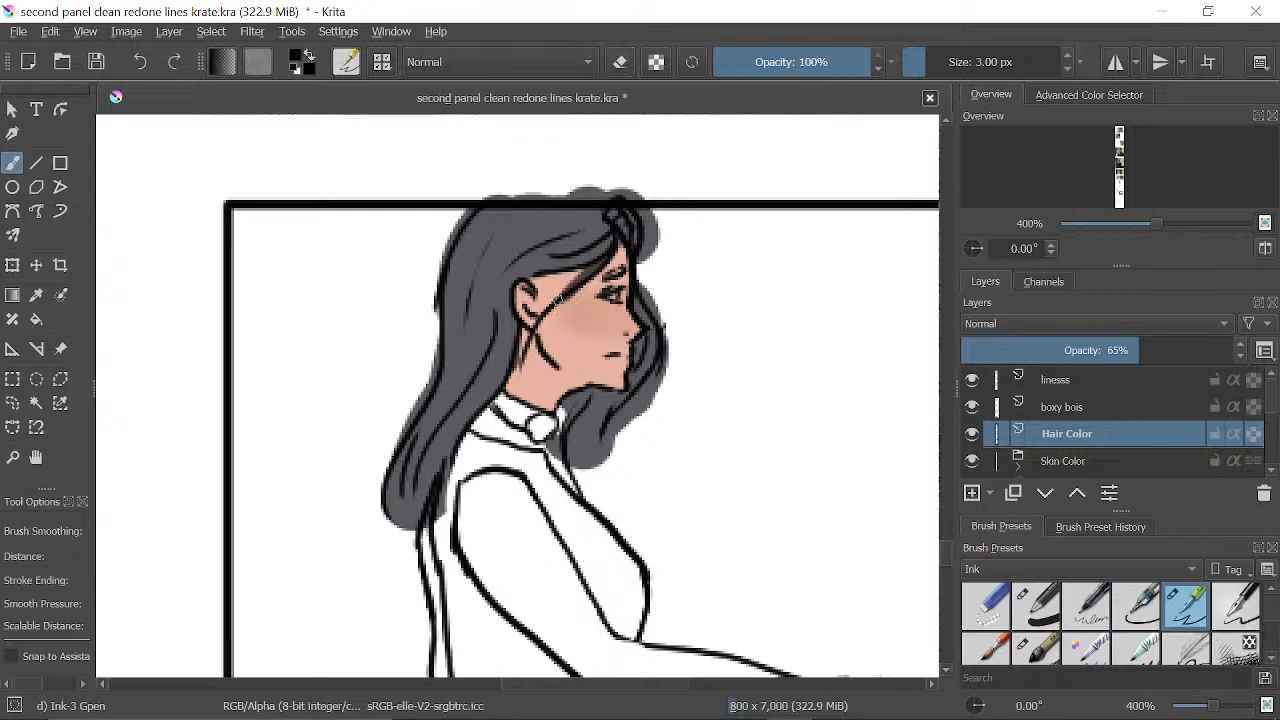 second panel clean redone lines krate.kra (322.9 MiB) * - Krita
File Edit View Image Layer Filter Tools Select Settings Window Help
Normal Opacity: 100% Size: 3.00 px
second panel clean redone lines krate.kra * Overview Advanced Color Selector
Overview
400%
0.00°
Layers Channels
Layers
Normal
Opacity: 65%
liness
boxy bois
Hair Color
Skin Color
Tool Options
Brush Presets Brush Preset History
Brush Smoothing:
Brush Presets
Distance:
Ink Tag
Stroke Ending:
Smooth Pressure:
Scalable Distance:
Snap to Assista
Search
d) Ink-3 Gpen RGB/Alpha (8-bit integer/c... sRGB-elle-V2-srgbtrc.icc 800 x 7,000 (322.9 MiB) 0.00° 400%